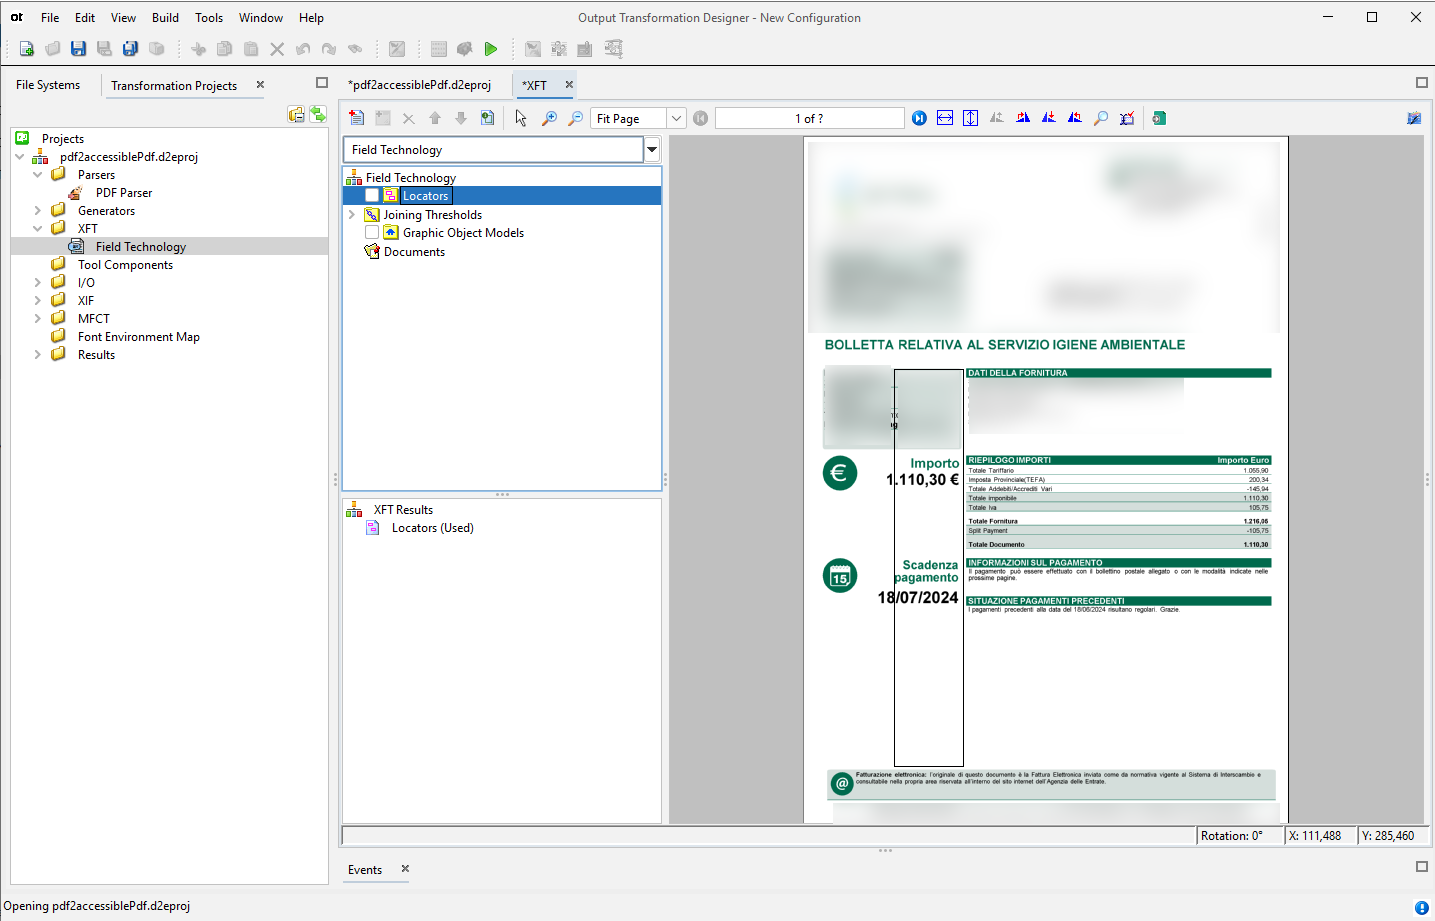 ot File Edit View Build Tools Window Help Output Transformation Designer - New Configuration
File Systems Transformation Projects *pdf2accessiblePdf.d2eproj *XFT
Fit Page 1 of ?
Projects
pdf2accessiblePdf.d2eproj
Parsers
PDF Parser
Generators
XFT
Field Technology
Tool Components
I/O
XIF
MFCT
Font Environment Map
Results
Field Technology
Field Technology
Locators
Joining Thresholds
Graphic Object Models
Documents
XFT Results
Locators (Used)
BOLLETTA RELATIVA AL SERVIZIO IGIENE AMBIENTALE
DATI DELLA FORNITURA
€ Importo
1.110,30 €
RIEPILOGO IMPORTI Importo Euro
Totale Tariffario 1.055,90
Imposta Provinciale(TEFA) 200,34
Totale Addebiti/Accrediti Vari -145,94
Totale imponibile 1.110,30
Totale Iva 105,75
Totale Fornitura 1.216,05
Split Payment -105,75
Totale Documento 1.110,30
15 Scadenza
pagamento
18/07/2024
INFORMAZIONI SUL PAGAMENTO
Il pagamento può essere effettuato con il bollettino postale allegato o con le modalità indicate nelle
prossime pagine.
SITUAZIONE PAGAMENTI PRECEDENTI
I pagamenti precedenti alla data del 18/06/2024 risultano regolari. Grazie.
@ Fatturazione elettronica: l'originale di questo documento è la Fattura Elettronica inviata come da normativa vigente al Sistema di Interscambio e
consultabile nella propria area riservata all'interno del sito internet dell'Agenzia delle Entrate.
Rotation: 0° X: 111,488 Y: 285,460
Events
Opening pdf2accessiblePdf.d2eproj